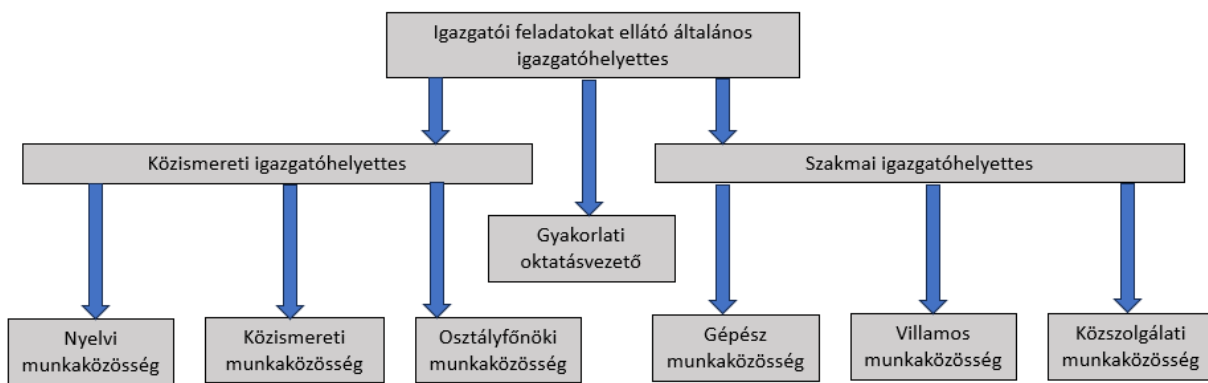 Igazgatói feladatokat ellátó általános
igazgatóhelyettes
Közismereti igazgatóhelyettes
Szakmai igazgatóhelyettes
Gyakorlati
oktatásvezető
Nyelvi
munkaközösség
Közismereti
munkaközösség
Osztályfőnöki
munkaközösség
Gépész
munkaközösség
Villamos
munkaközösség
Közszolgálati
munkaközösség